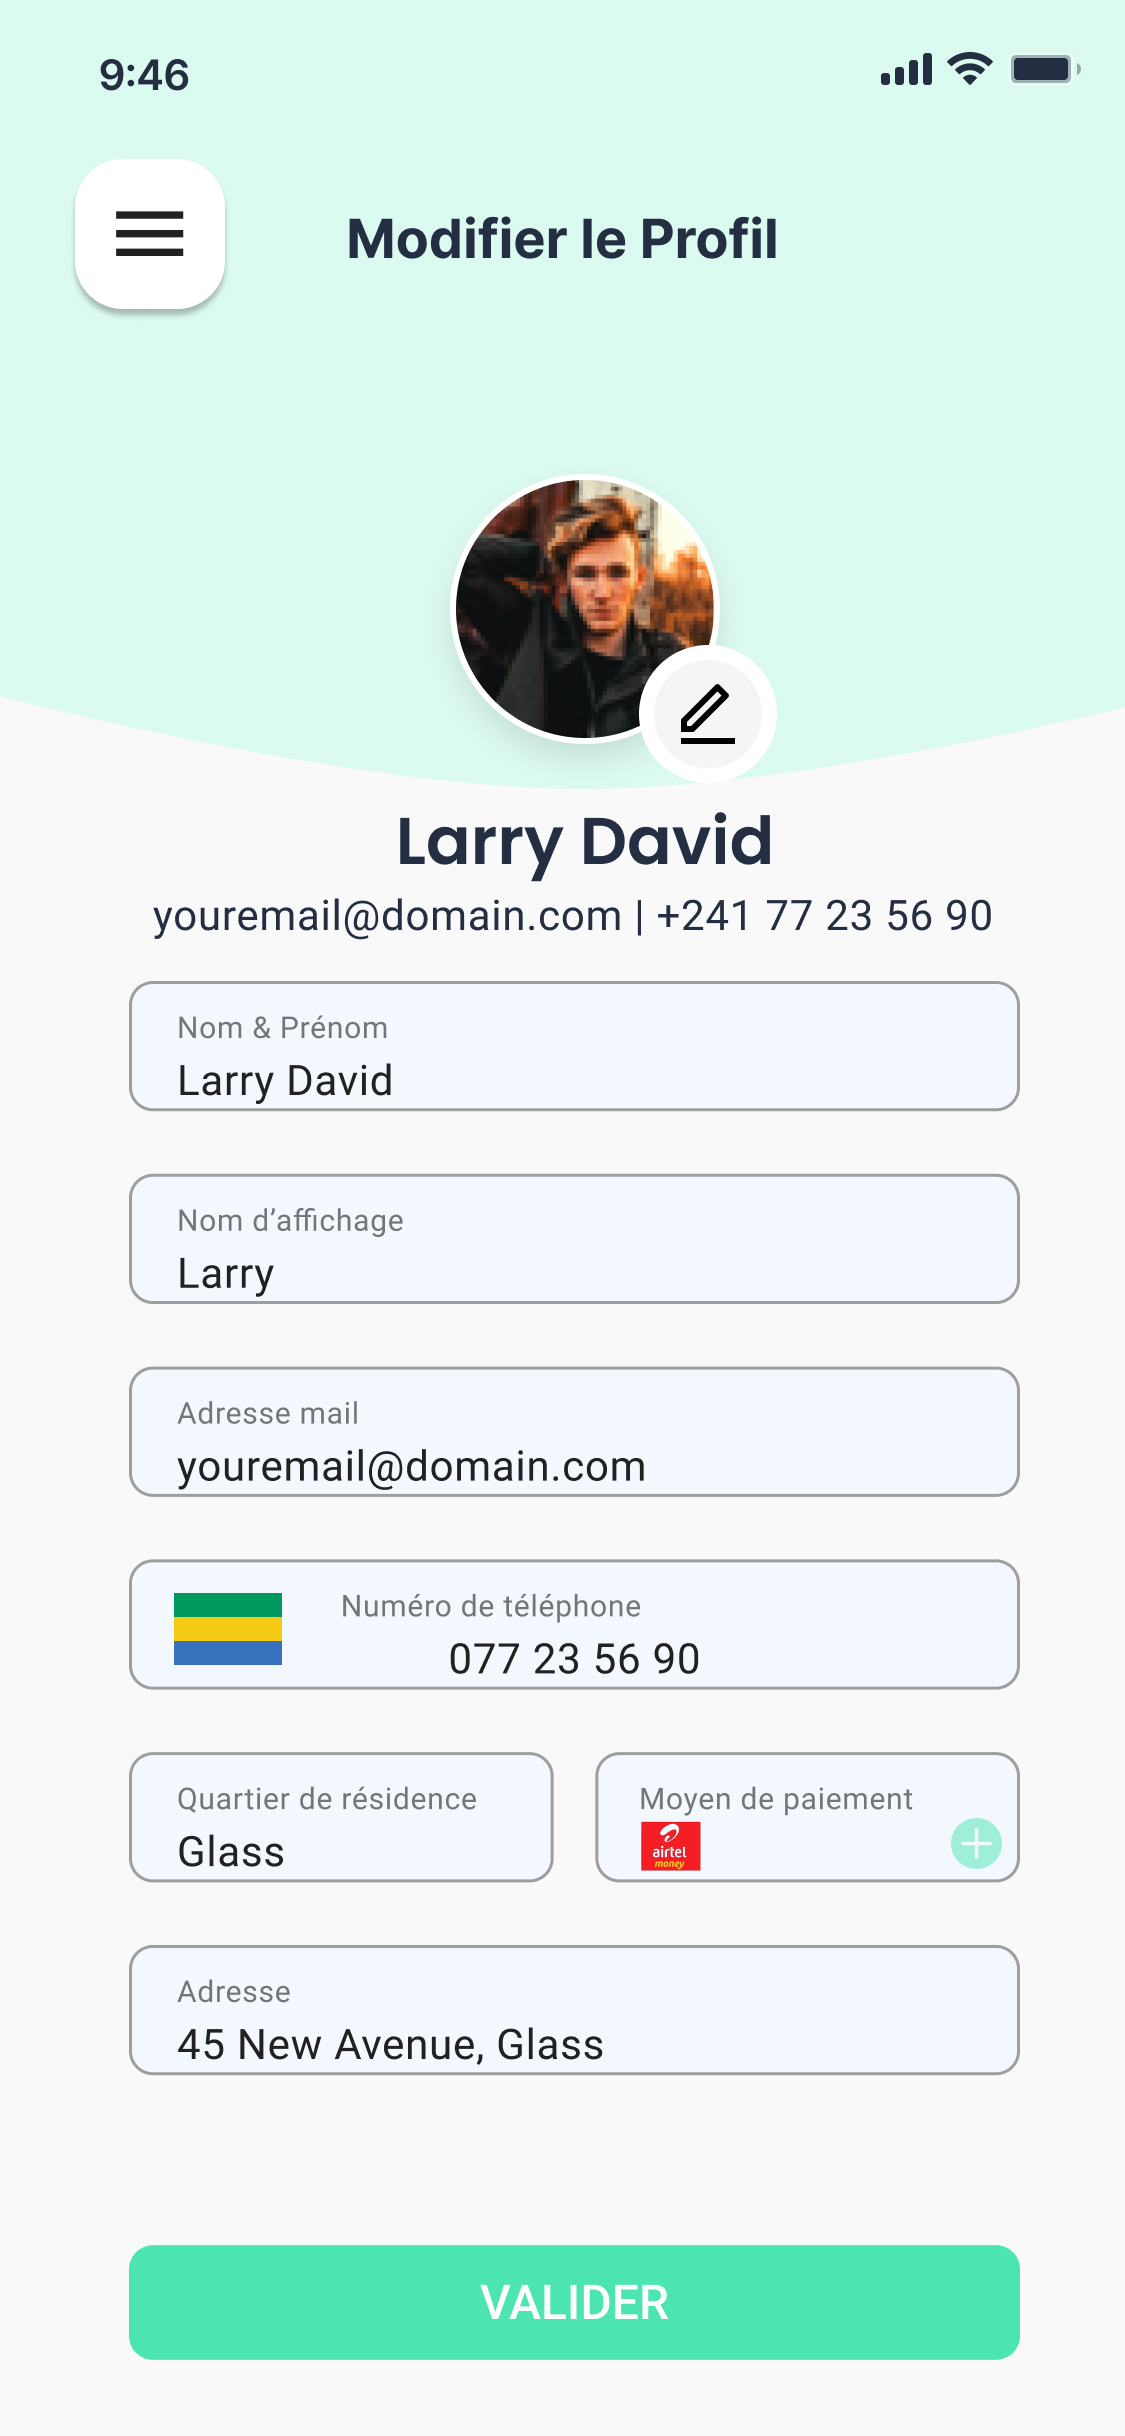 9:46
Modifier le Profil
Larry David
youremail@domain.com | +241 77 23 56 90
Nom & Prénom
Larry David
Nom d’affichage
Larry
Adresse mail
youremail@domain.com
Numéro de téléphone
077 23 56 90
Quartier de résidence
Glass
Moyen de paiement
airtel
money
Adresse
45 New Avenue, Glass
VALIDER